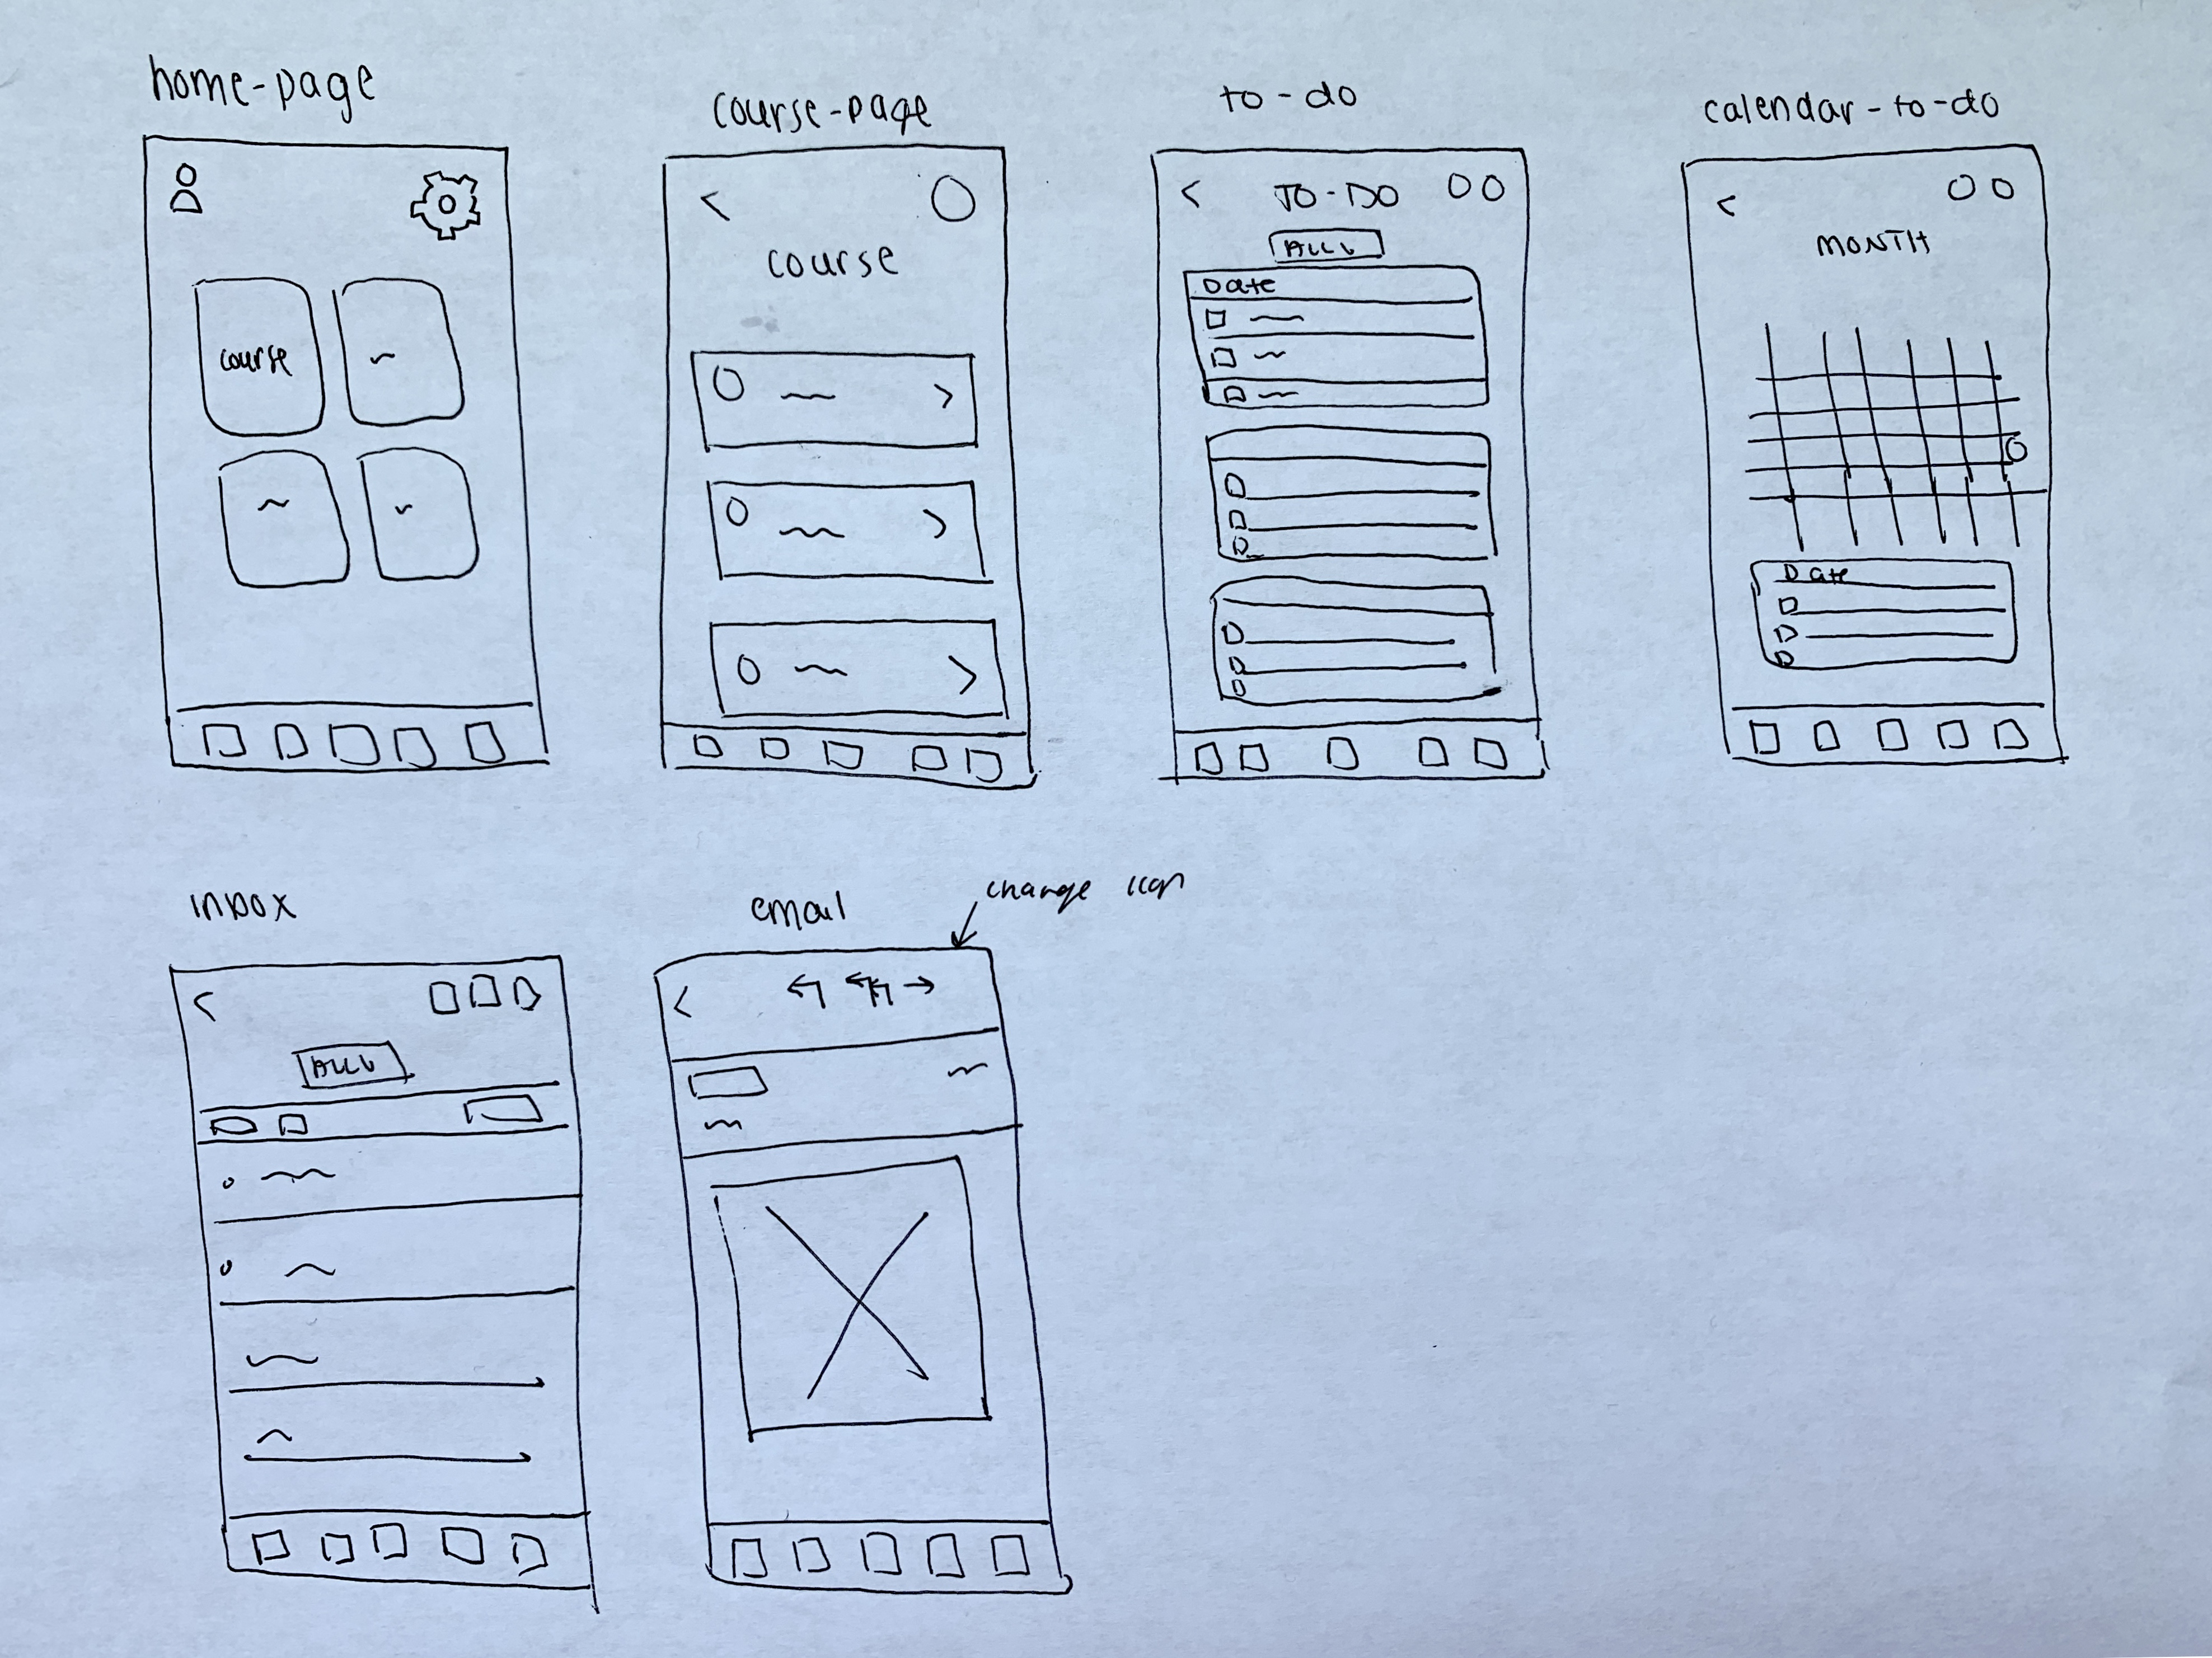 home-page
course-page
to-do
calendar-to-do
course
course
TO-DO
ALL
Date
MONTH
Date
inbox
email
change icon
ALL